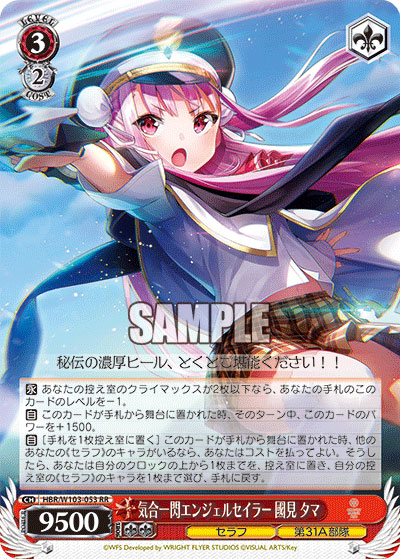 LEVEL
3
2
COST
SAMPLE
秘伝の濃厚ヒール、とくとご堪能ください!!
永 あなたの控え室のクライマックスが2枚以下なら、あなたの手札のこの
カードのレベルを-1。
自 このカードが手札から舞台に置かれた時、そのターン中、このカードのパ
ワーを+1500。
自 [手札を1枚控え室に置く] このカードが手札から舞台に置かれた時、他の
あなたの《セラフ》のキャラがいるなら、あなたはコストを払ってよい。そうし
たら、あなたは自分のクロックの上から1枚までを、控え室に置き、自分の控
え室の《セラフ》のキャラを1枚まで選び、手札に戻す。
CH HBR/W103-053 RR
9500
気合一閃エンジェルセイラー 國見 タマ
セラフ
第31A部隊
©WFS Developed by WRIGHT FLYER STUDIOS ©VISUAL ARTS/Key